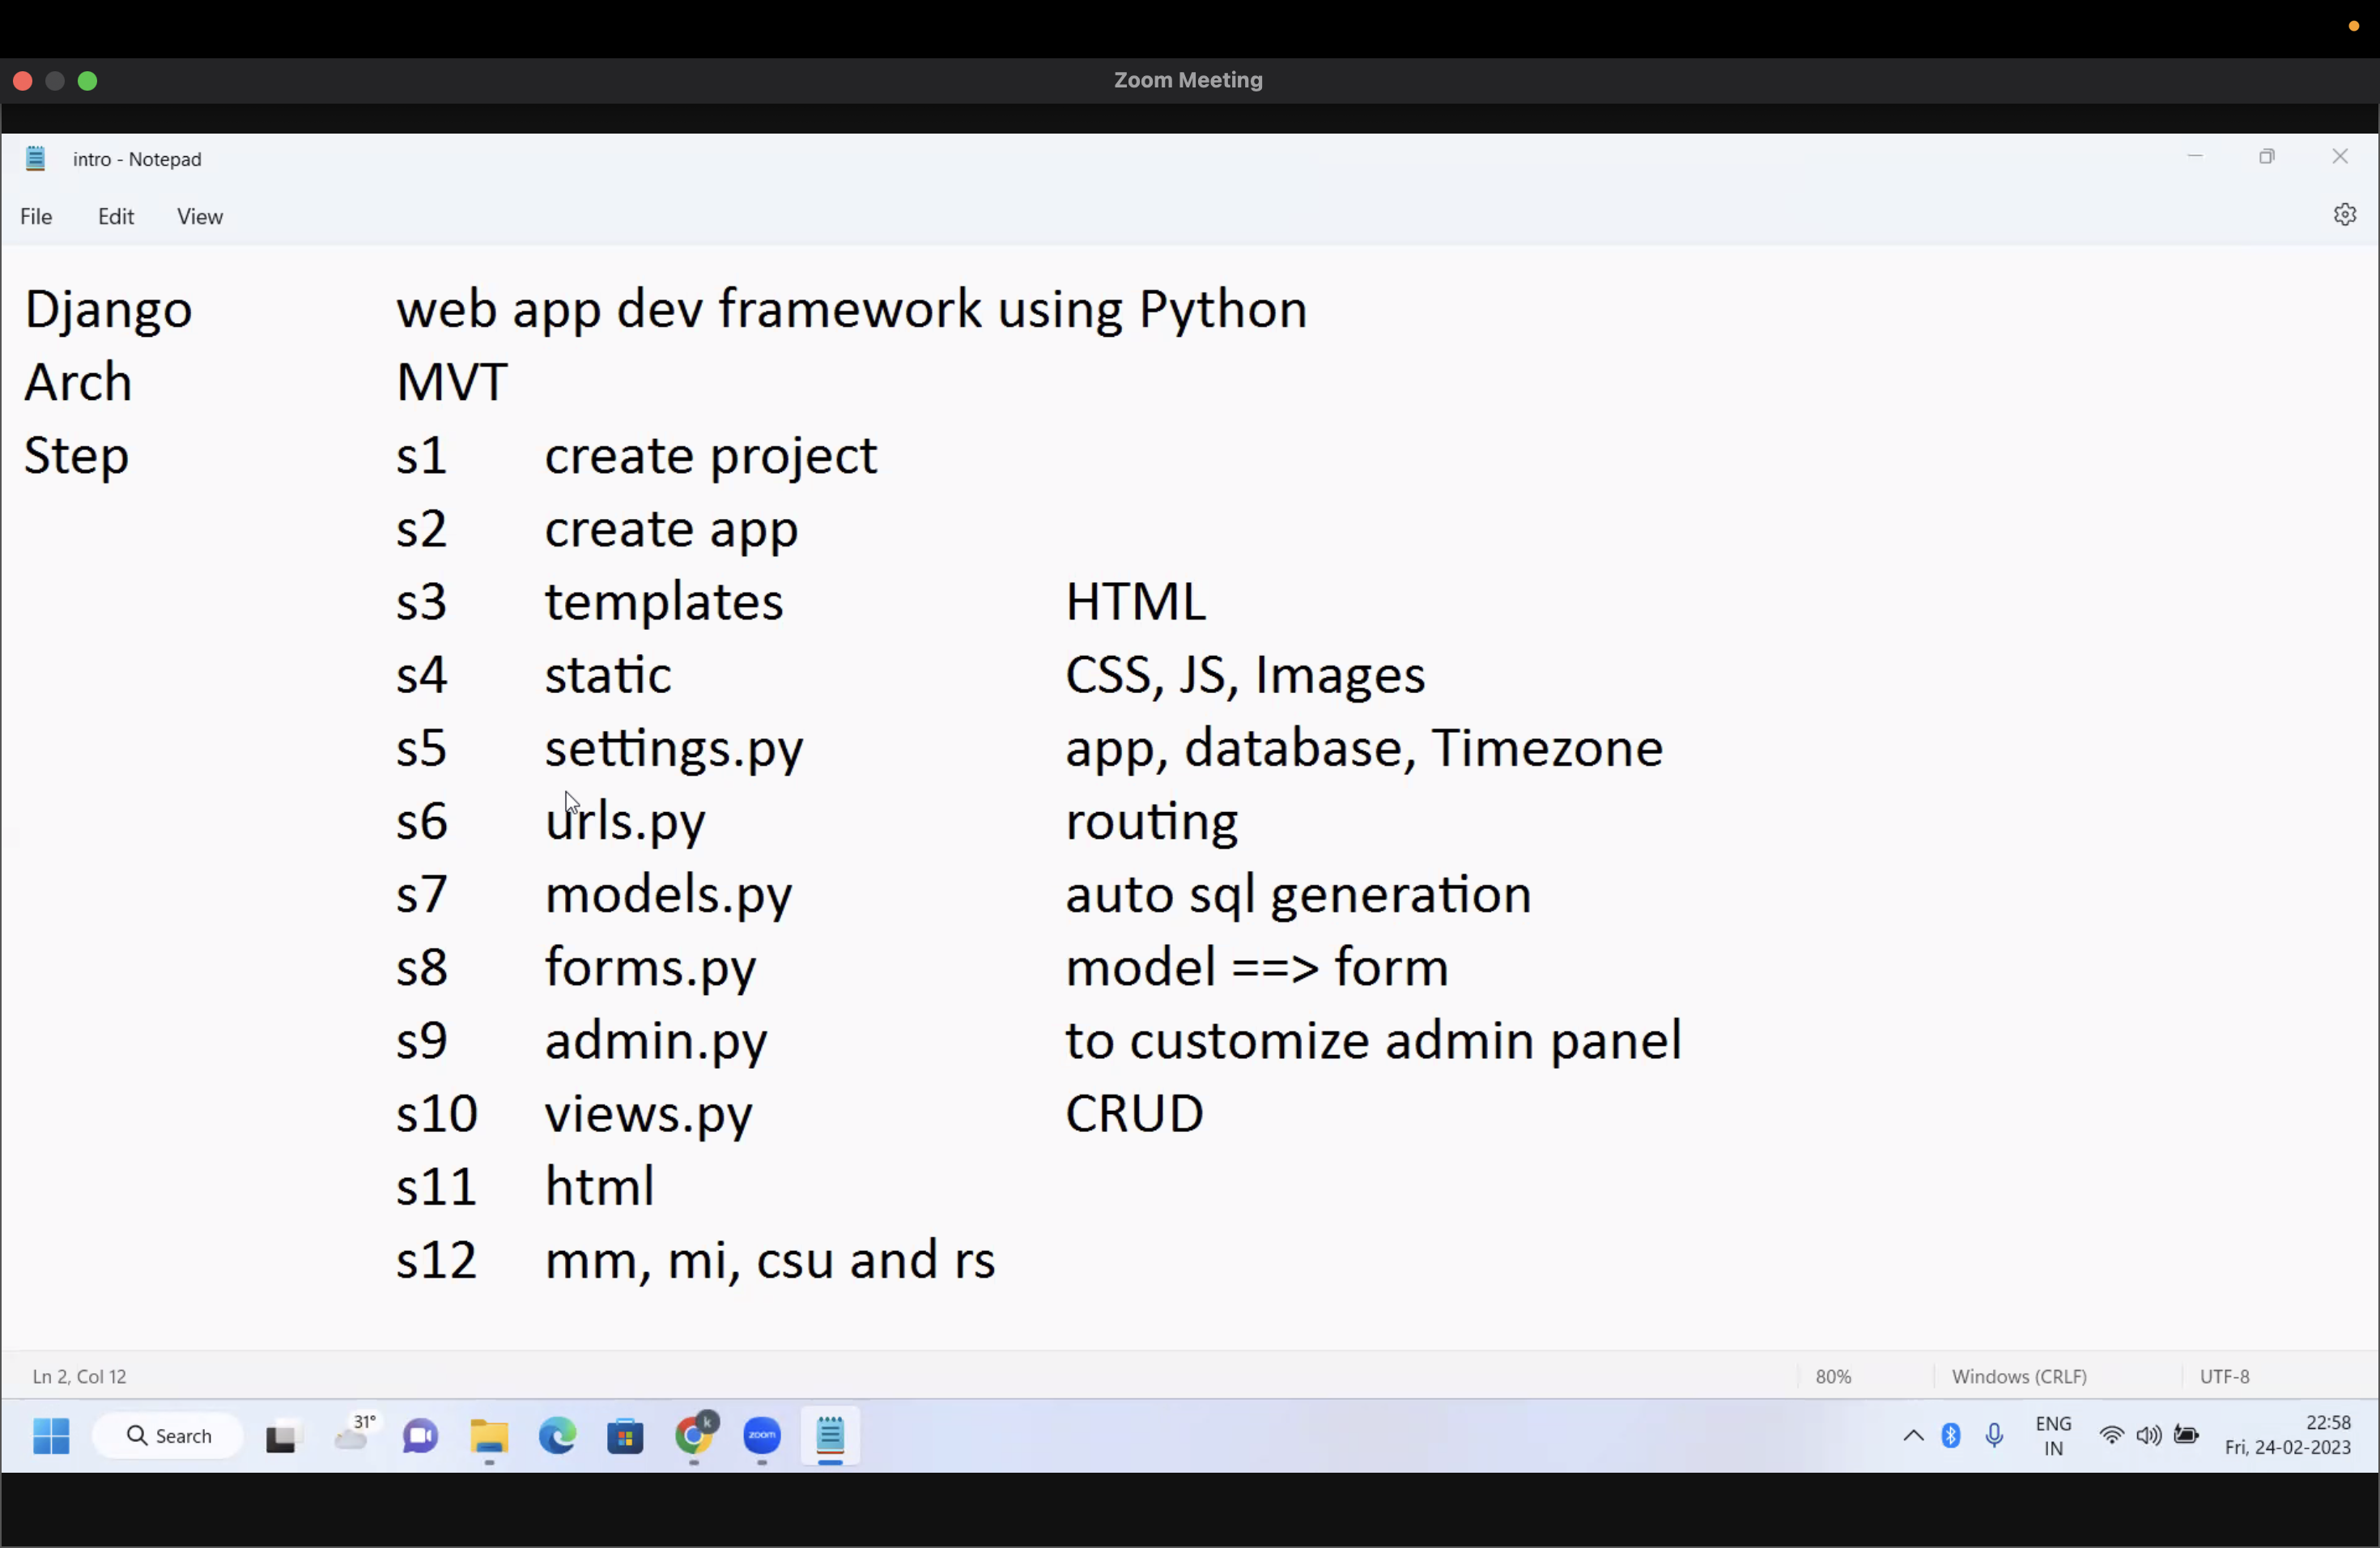 Zoom Meeting
intro - Notepad
File Edit View
Django web app dev framework using Python
Arch MVT
Step s1 create project
s2 create app
s3 templates HTML
s4 static CSS, JS, Images
s5 settings.py app, database, Timezone
s6 urls.py routing
s7 models.py auto sql generation
s8 forms.py model ==> form
s9 admin.py to customize admin panel
s10 views.py CRUD
s11 html
s12 mm, mi, csu and rs
Ln 2, Col 12 80% Windows (CRLF) UTF-8
31°
Search k zoom ENG 22:58
IN Fri, 24-02-2023